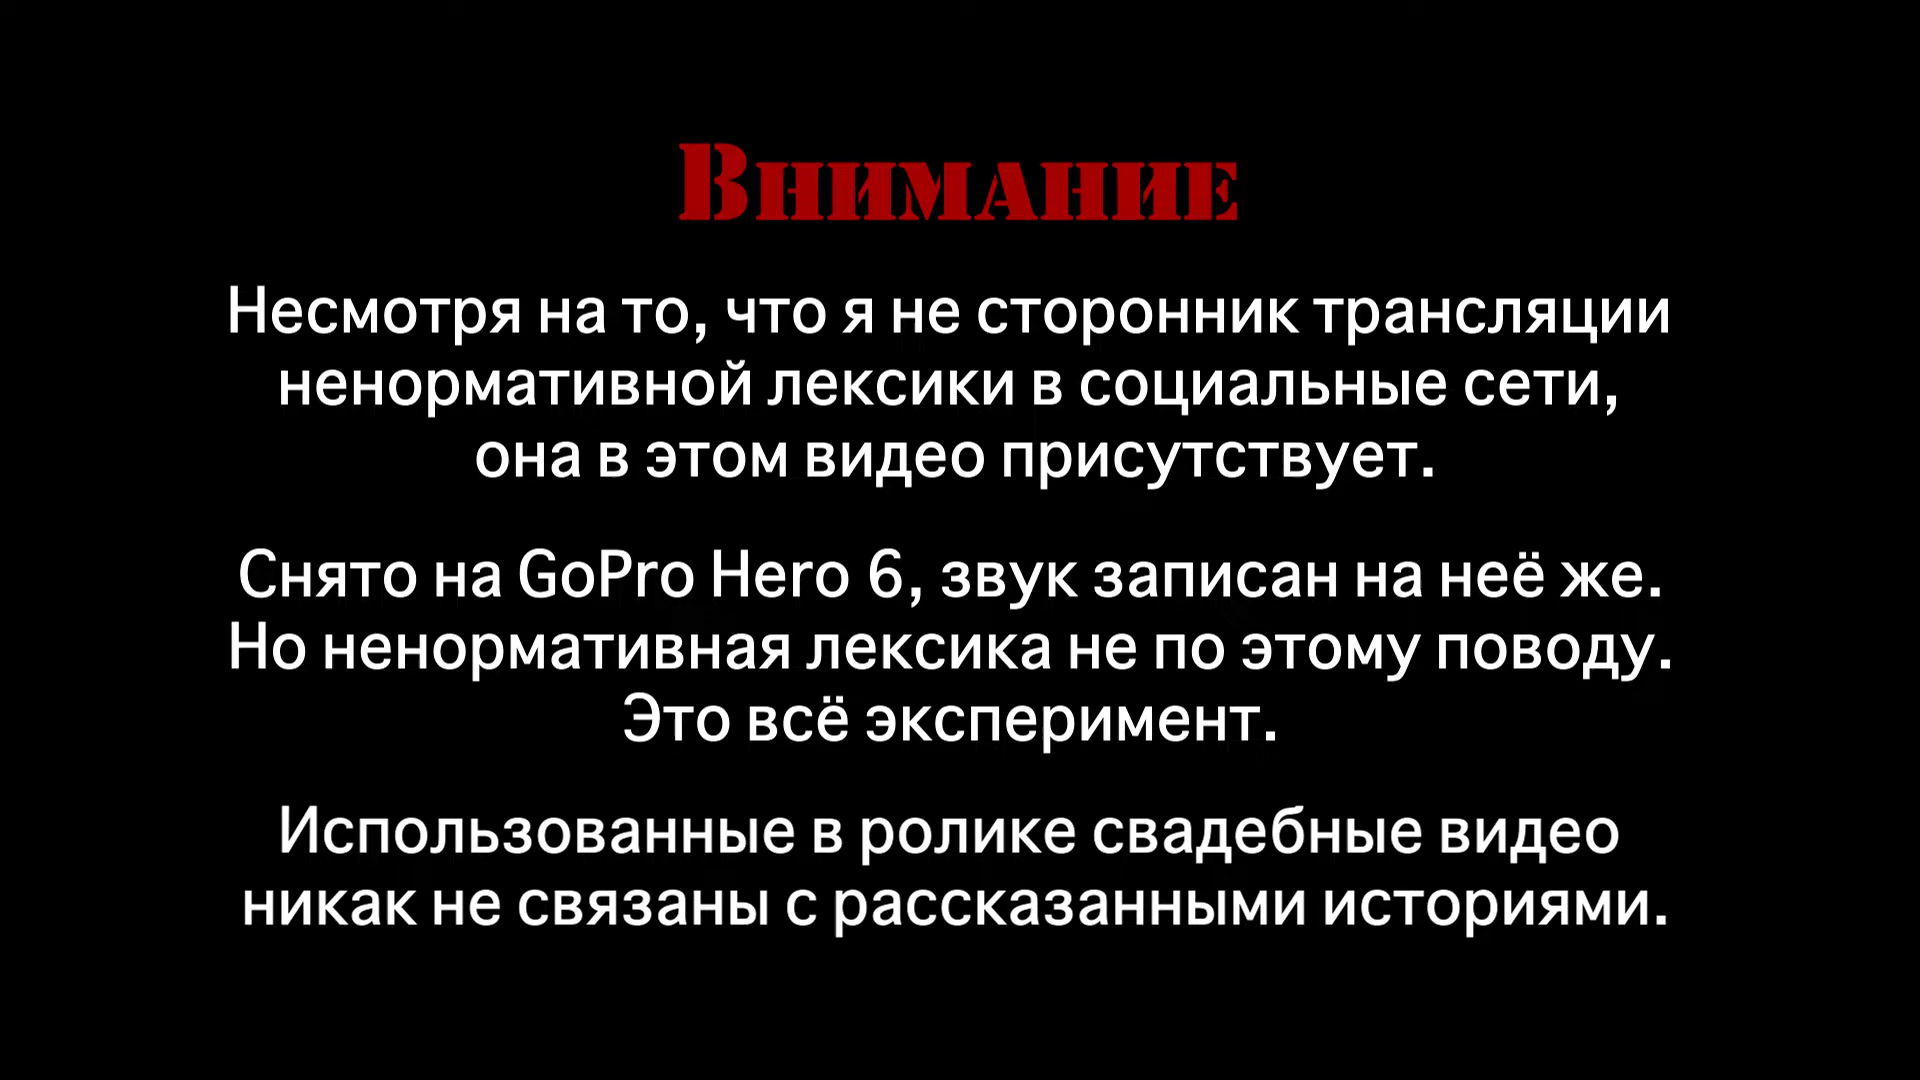 Внимание
Несмотря на то, что я не сторонник трансляции
ненормативной лексики в социальные сети,
она в этом видео присутствует.
Снято на GoPro Hero 6, звук записан на неё же.
Но ненормативная лексика не по этому поводу.
Это всё эксперимент.
Использованные в ролике свадебные видео
никак не связаны с рассказанными историями.